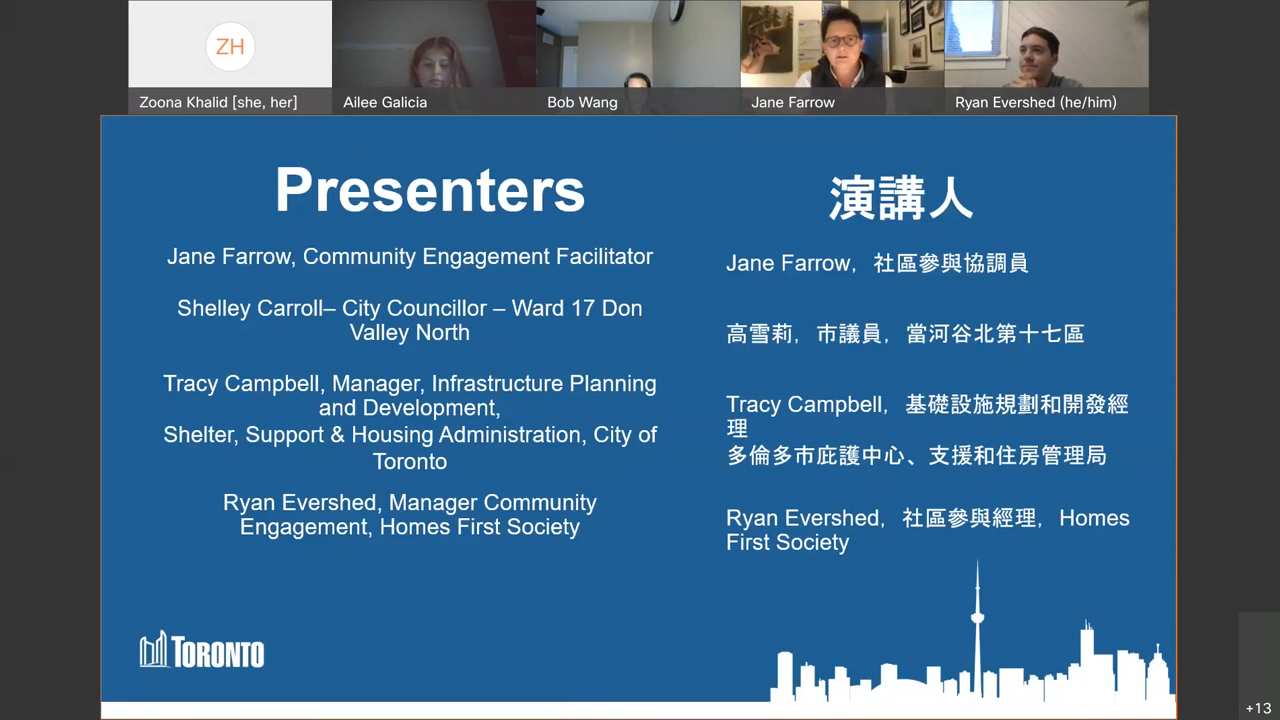 ZH
Zoona Khalid [she, her]
Ailee Galicia
Bob Wang
Jane Farrow
Ryan Evershed (he/him)
Presenters
Jane Farrow, Community Engagement Facilitator
Shelley Carroll– City Councillor – Ward 17 Don
Valley North
Tracy Campbell, Manager, Infrastructure Planning
and Development,
Shelter, Support & Housing Administration, City of
Toronto
Ryan Evershed, Manager Community
Engagement, Homes First Society
演講人
Jane Farrow，社區參與協調員
高雪莉，市議員，當河谷北第十七區
Tracy Campbell，基礎設施規劃和開發經
理
多倫多市庇護中心、支援和住房管理局
Ryan Evershed，社區參與經理，Homes
First Society
TORONTO
+13